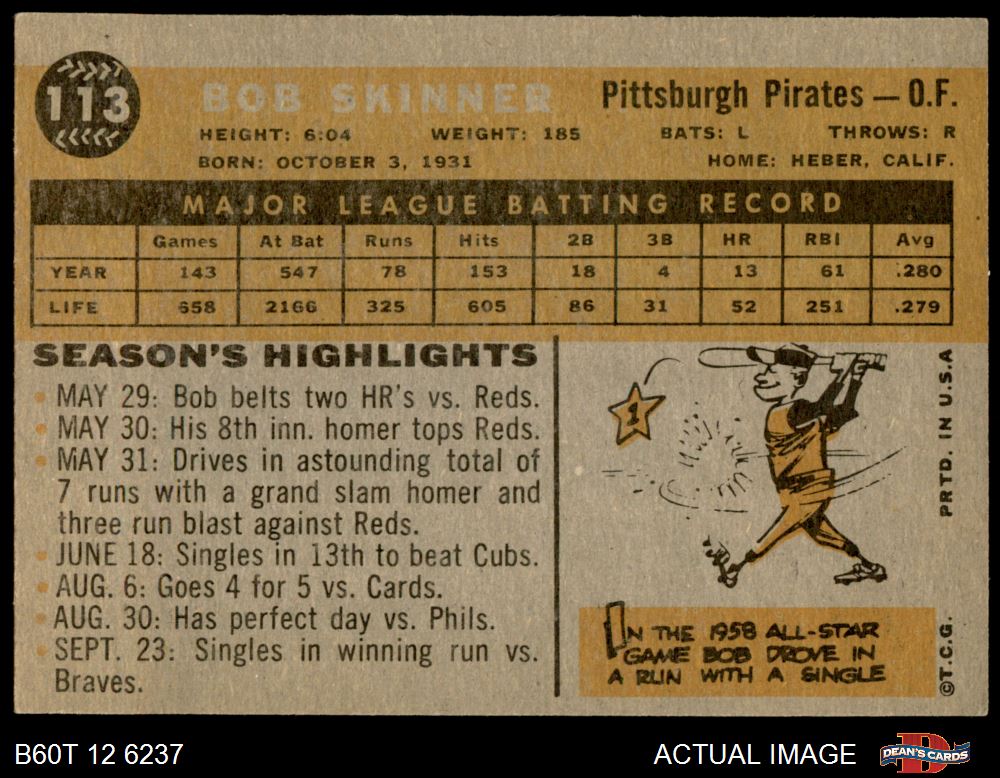 113
BOB SKINNER
Pittsburgh Pirates — O.F.
HEIGHT: 6:04 WEIGHT: 185 BATS: L THROWS: R
BORN: OCTOBER 3, 1931 HOME: HEBER, CALIF.
MAJOR LEAGUE BATTING RECORD
Games At Bat Runs Hits 2B 3B HR RBI Avg
YEAR 143 547 78 153 18 4 13 61 .280
LIFE 658 2166 325 605 86 31 52 251 .279
SEASON'S HIGHLIGHTS
MAY 29: Bob belts two HR's vs. Reds.
MAY 30: His 8th inn. homer tops Reds.
MAY 31: Drives in astounding total of
7 runs with a grand slam homer and
three run blast against Reds.
JUNE 18: Singles in 13th to beat Cubs.
AUG. 6: Goes 4 for 5 vs. Cards.
AUG. 30: Has perfect day vs. Phils.
SEPT. 23: Singles in winning run vs.
Braves.
1
IN THE 1958 ALL-STAR
GAME BOB DROVE IN
A RUN WITH A SINGLE
PRTD. IN U.S.A
©T.C.G.
B60T 12 6237
ACTUAL IMAGE
D
DEAN'S CARDS